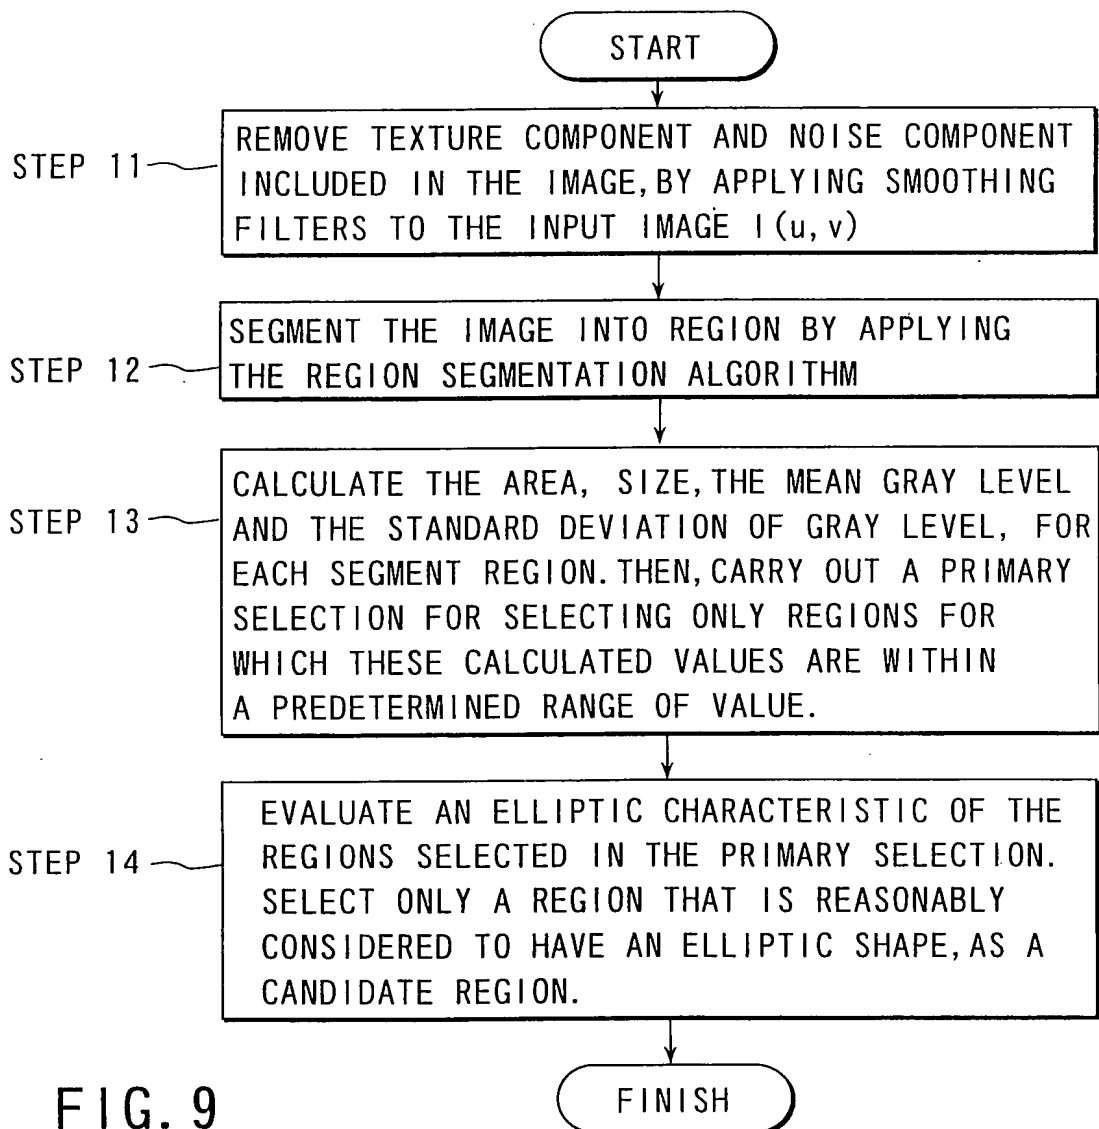 START
STEP 11
REMOVE TEXTURE COMPONENT AND NOISE COMPONENT
INCLUDED IN THE IMAGE, BY APPLYING SMOOTHING
FILTERS TO THE INPUT IMAGE I(u, v)
STEP 12
SEGMENT THE IMAGE INTO REGION BY APPLYING
THE REGION SEGMENTATION ALGORITHM
STEP 13
CALCULATE THE AREA, SIZE, THE MEAN GRAY LEVEL
AND THE STANDARD DEVIATION OF GRAY LEVEL, FOR
EACH SEGMENT REGION. THEN, CARRY OUT A PRIMARY
SELECTION FOR SELECTING ONLY REGIONS FOR
WHICH THESE CALCULATED VALUES ARE WITHIN
A PREDETERMINED RANGE OF VALUE.
STEP 14
EVALUATE AN ELLIPTIC CHARACTERISTIC OF THE
REGIONS SELECTED IN THE PRIMARY SELECTION.
SELECT ONLY A REGION THAT IS REASONABLY
CONSIDERED TO HAVE AN ELLIPTIC SHAPE, AS A
CANDIDATE REGION.
FINISH
FIG. 9